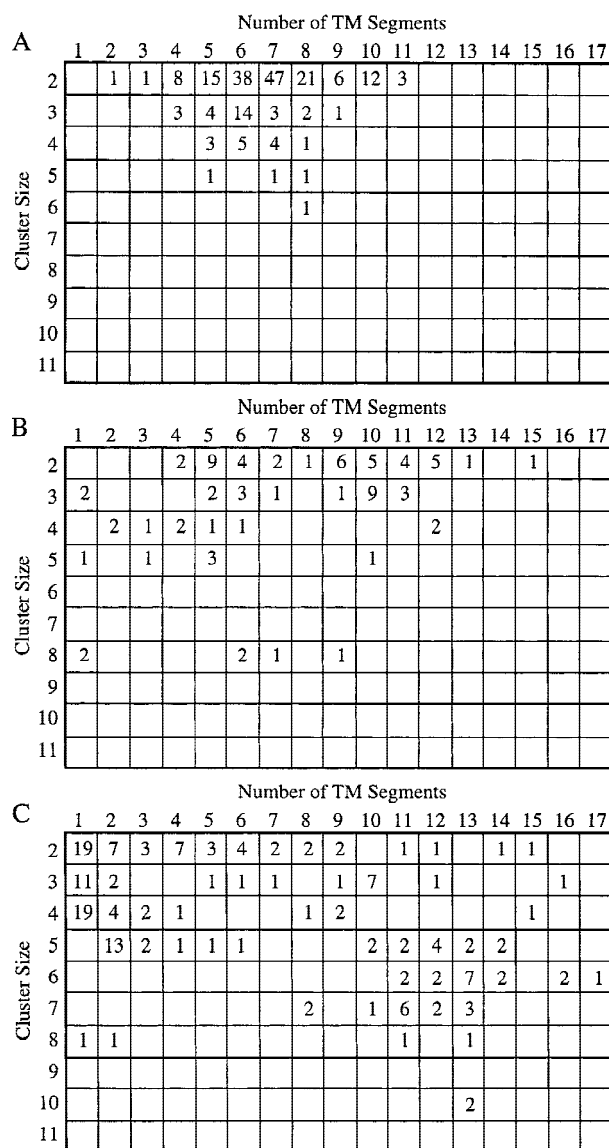 A
Number of TM Segments
1 2 3 4 5 6 7 8 9 10 11 12 13 14 15 16 17
Cluster Size
2 1 1 8 15 38 47 21 6 12 3
3 3 4 14 3 2 1
4 3 5 4 1
5 1 1 1
6 1
7
8
9
10
11
B
Number of TM Segments
1 2 3 4 5 6 7 8 9 10 11 12 13 14 15 16 17
Cluster Size
2 2 9 4 2 1 6 5 4 5 1 1
3 2 2 3 1 1 9 3
4 2 1 2 1 1 2
5 1 1 3 1
6
7
8 2 2 1 1
9
10
11
C
Number of TM Segments
1 2 3 4 5 6 7 8 9 10 11 12 13 14 15 16 17
Cluster Size
2 19 7 3 7 3 4 2 2 2 1 1 1 1
3 11 2 1 1 1 1 7 1 1
4 19 4 2 1 1 2 1
5 13 2 1 1 1 2 2 4 2 2
6 2 2 7 2 2 1
7 2 1 6 2 3
8 1 1 1 1
9
10 2
11